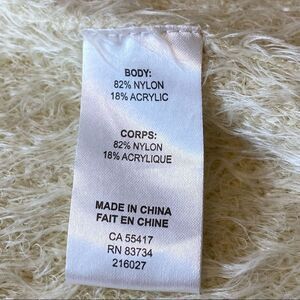 BODY:
82% NYLON
18% ACRYLIC
CORPS:
82% NYLON
18% ACRYLIQUE
MADE IN CHINA
FAIT EN CHINE
CA 55417
RN 83734
216027